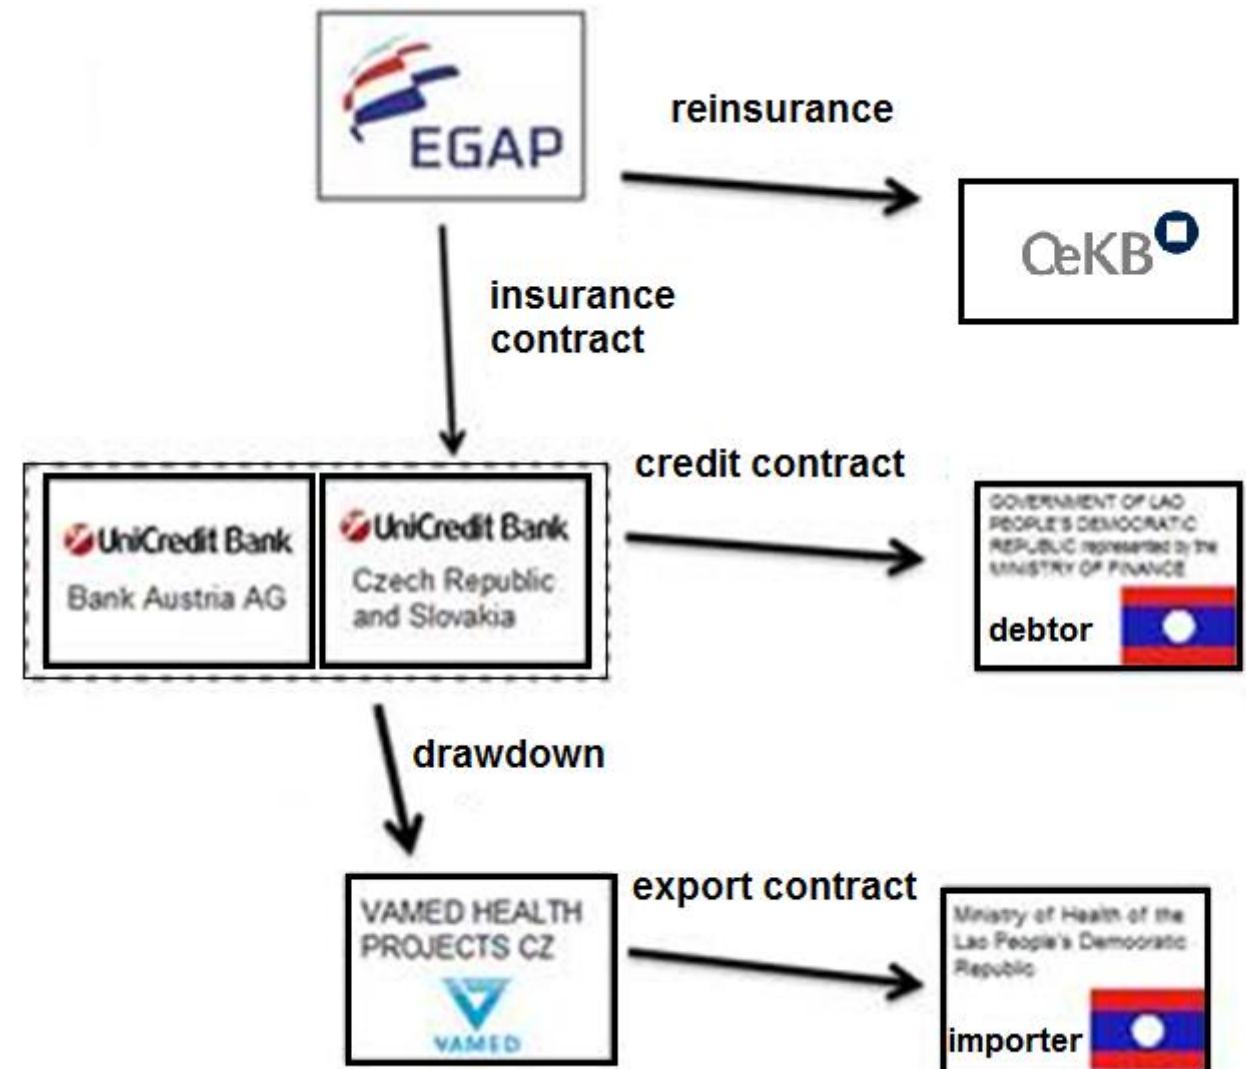 EGAP
reinsurance
OeKB
insurance
contract
UniCredit Bank
Bank Austria AG
UniCredit Bank
Czech Republic
and Slovakia
credit contract
GOVERNMENT OF LAO
PEOPLE'S DEMOCRATIC
REPUBLIC represented by the
MINISTRY OF FINANCE
debtor
drawdown
VAMED HEALTH
PROJECTS CZ
VAMED
export contract
Ministry of Health of the
Lao People's Democratic
Republic
importer